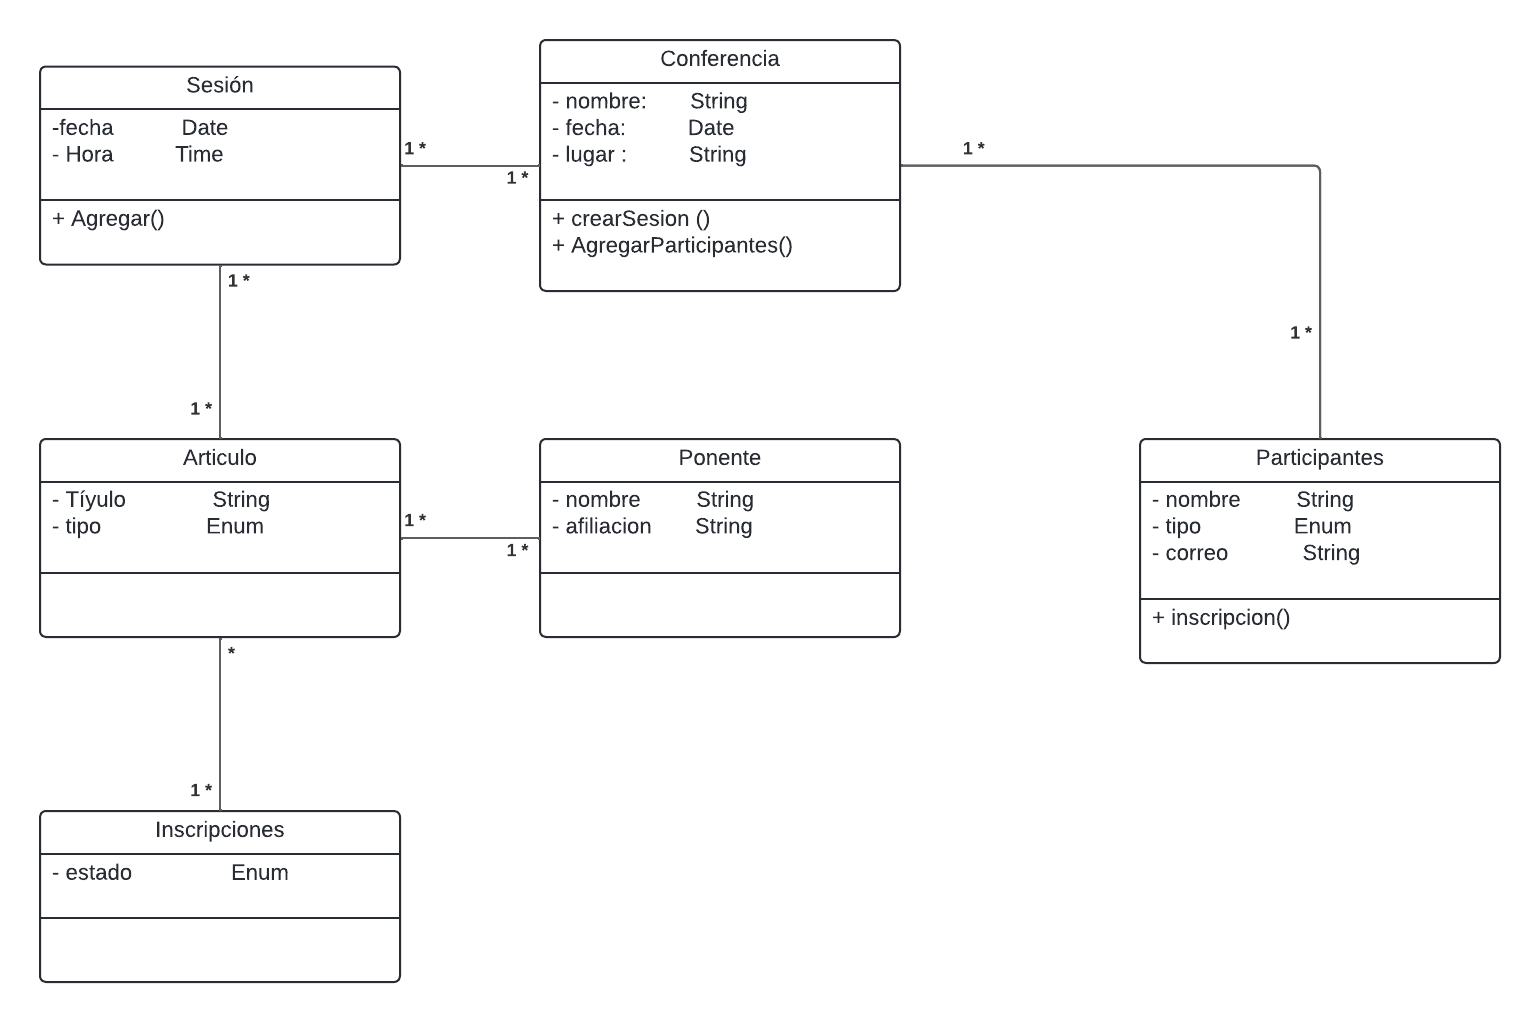 Sesión
-fecha Date
- Hora Time
+ Agregar()
1 *
1 *
Conferencia
- nombre: String
- fecha: Date
- lugar : String
+ crearSesion ()
+ AgregarParticipantes()
1 *
1 *
1 *
1 *
Articulo
- Tíyulo String
- tipo Enum
1 *
1 *
Ponente
- nombre String
- afiliacion String
Participantes
- nombre String
- tipo Enum
- correo String
+ inscripcion()
*
1 *
Inscripciones
- estado Enum